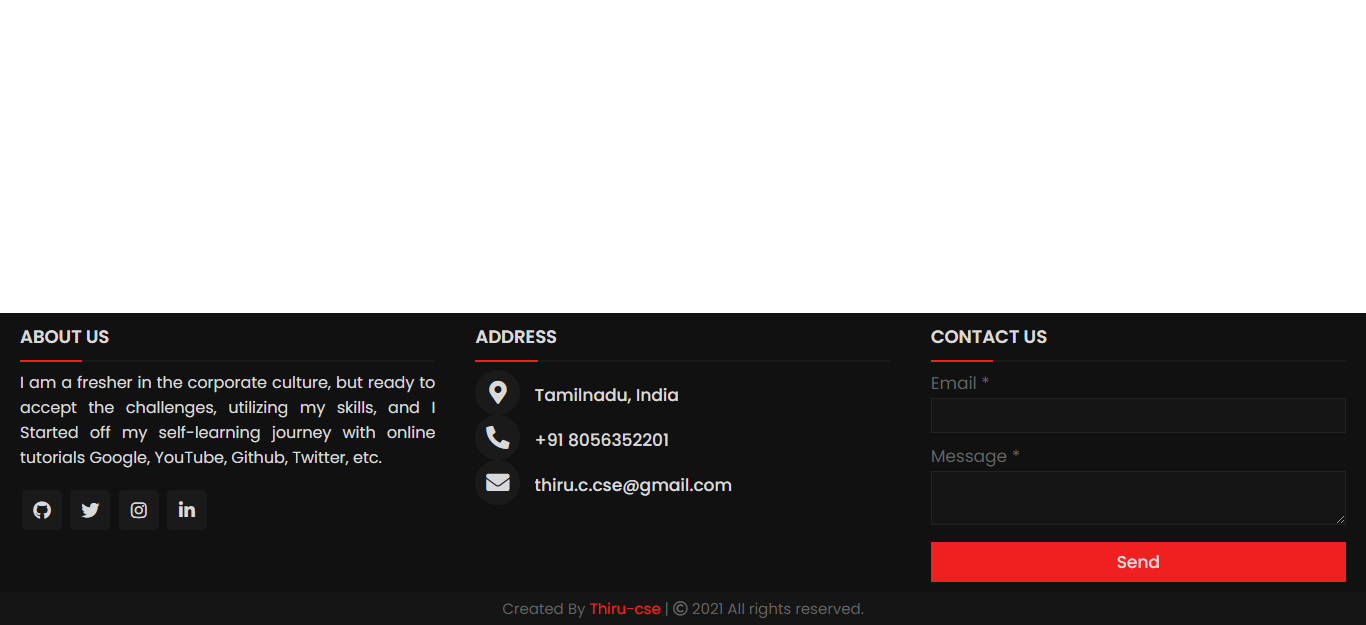 ABOUT US
I am a fresher in the corporate culture, but ready to
accept the challenges, utilizing my skills, and I
Started off my self-learning journey with online
tutorials Google, YouTube, Github, Twitter, etc.
ADDRESS
Tamilnadu, India
+91 8056352201
thiru.c.cse@gmail.com
CONTACT US
Email *
Message *
Send
Created By Thiru-cse | © 2021 All rights reserved.